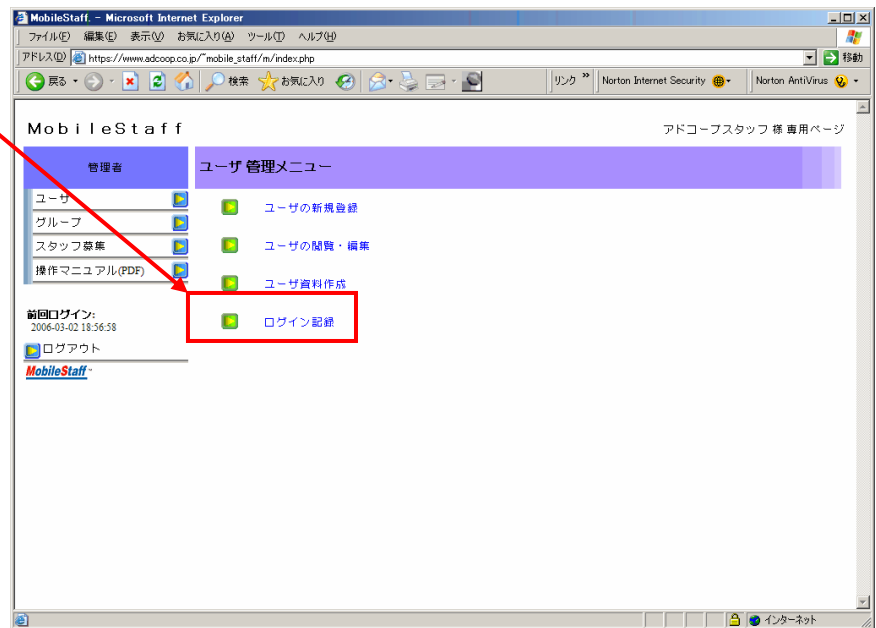 MobileStaff. - Microsoft Internet Explorer
ファイル(F) 編集(E) 表示(V) お気に入り(A) ツール(T) ヘルプ(H)
アドレス(D) https://www.adcoop.co.jp/~mobile_staff/m/index.php 移動
戻る 検索 お気に入り リンク » Norton Internet Security Norton AntiVirus
MobileStaff アドコープスタッフ 様 専用ページ
管理者 ユーザ 管理メニュー
ユーザ
グループ
スタッフ募集
操作マニュアル(PDF)
ユーザの新規登録
ユーザの閲覧・編集
ユーザ資料作成
ログイン記録
前回ログイン:
2006-03-02 18:56:58
ログアウト
MobileStaff
インターネット